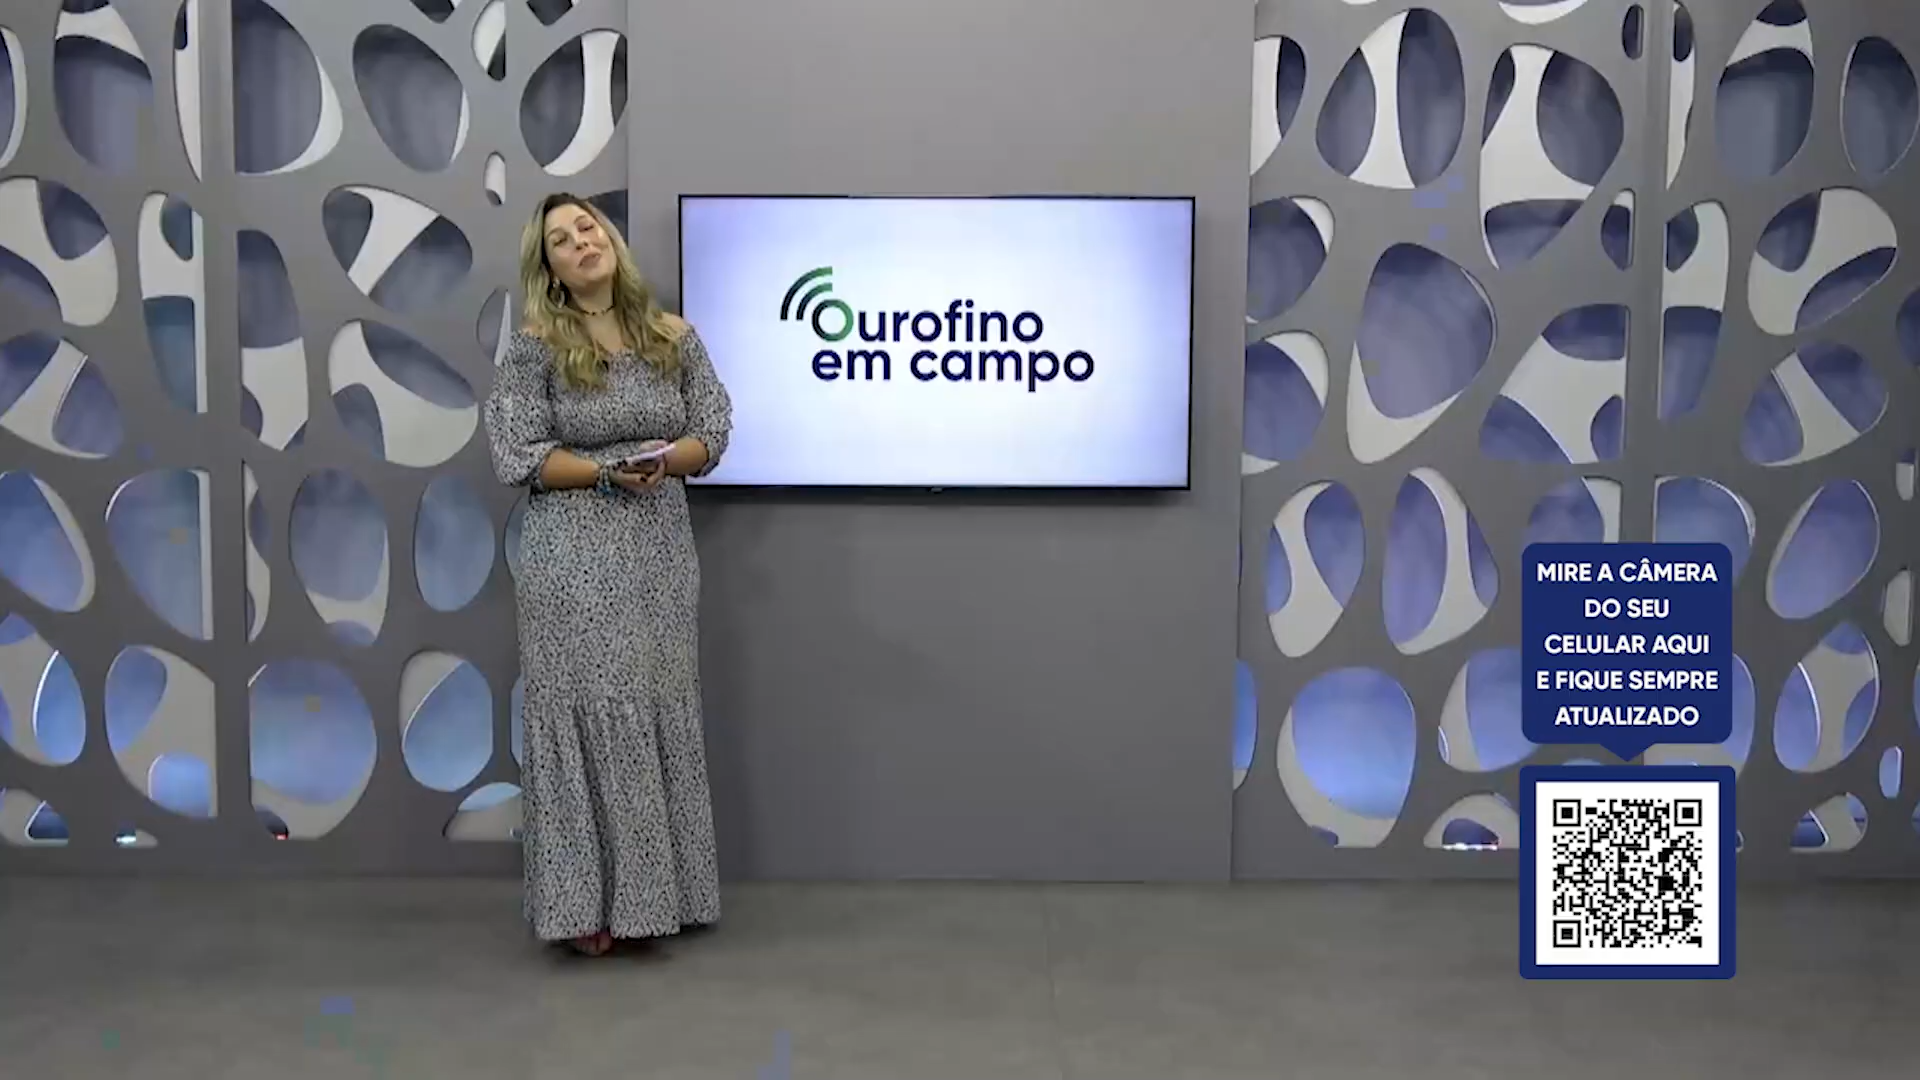 Ourofino
em campo
MIRE A CÂMERA
DO SEU
CELULAR AQUI
E FIQUE SEMPRE
ATUALIZADO